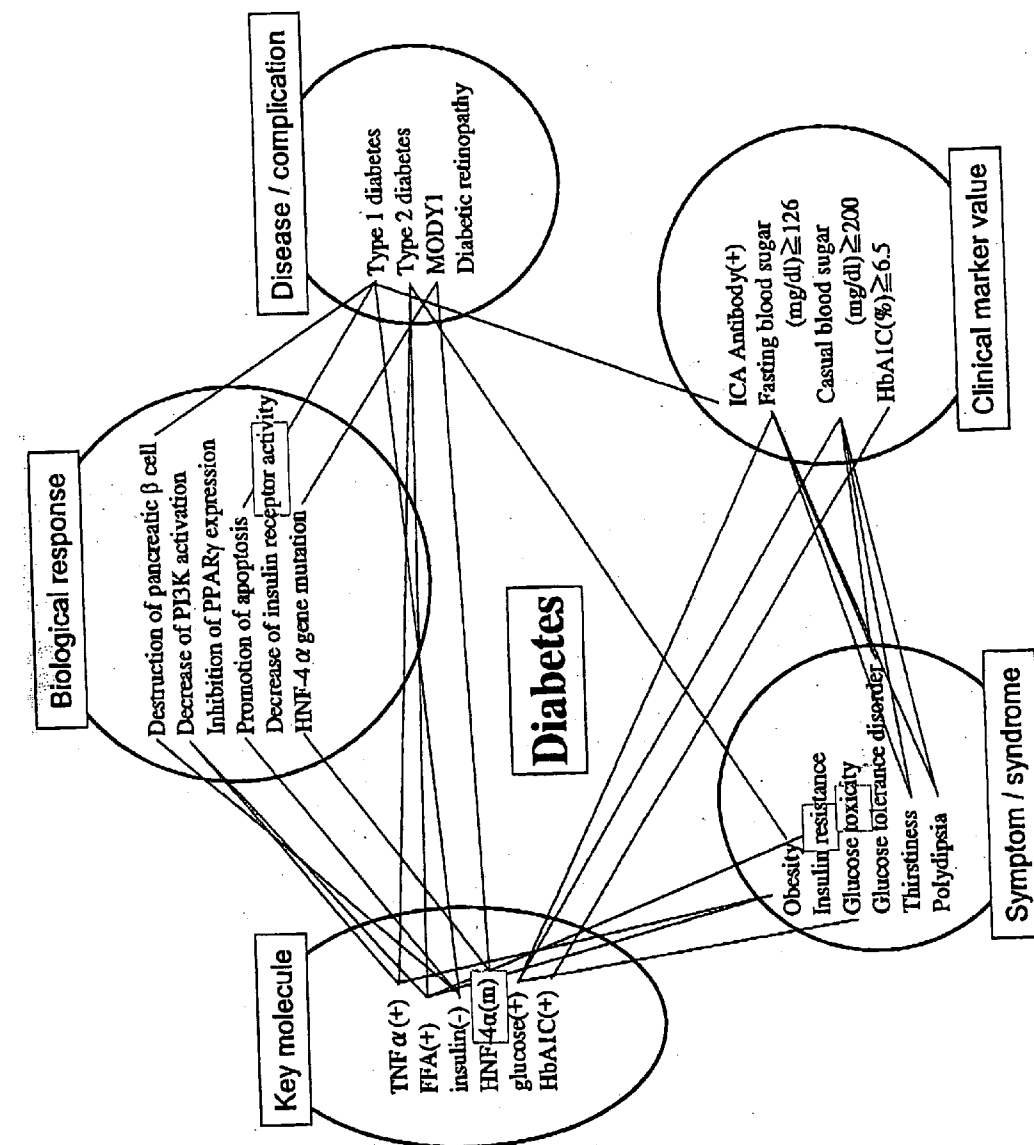 Key molecule
TNF α(+)
FFA(+)
insulin(-)
HNF-4α(m)
glucose(+)
HbA1C(+)
Biological response
Destruction of pancreatic β cell
Decrease of PI3K activation
Inhibition of PPARγ expression
Promotion of apoptosis
Decrease of insulin receptor activity
HNF-4 α gene mutation
Disease / complication
Type 1 diabetes
Type 2 diabetes
MODY1
Diabetic retinopathy
Diabetes
Symptom / syndrome
Obesity
Insulin resistance
Glucose toxicity
Glucose tolerance disorder
Thirstiness
Polydipsia
Clinical marker value
ICA Antibody(+)
Fasting blood sugar
(mg/dl)≧126
Casual blood sugar
(mg/dl)≧200
HbA1C(%)≧6.5